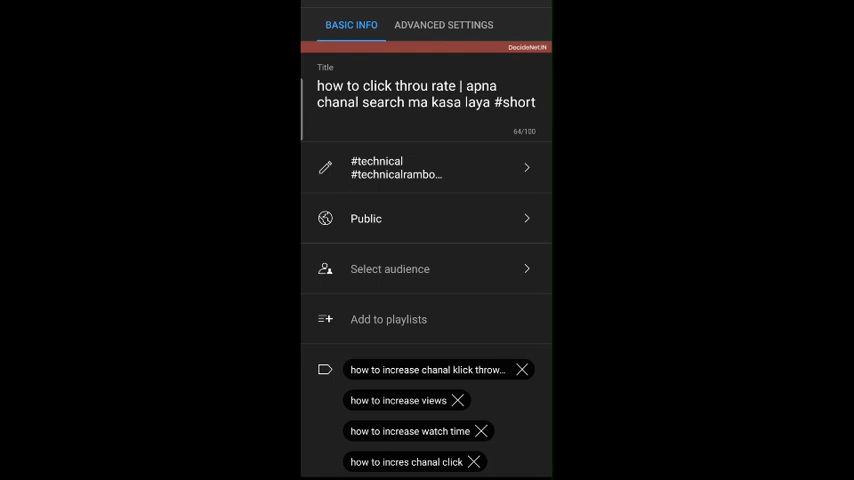 BASIC INFO ADVANCED SETTINGS
DecideNet.IN
Title
how to click throu rate | apna
chanal search ma kasa laya #short
64/100
#technical
#technicalrambo...
Public
Select audience
Add to playlists
how to increase chanal klick throw...
how to increase views
how to increase watch time
how to incres chanal click